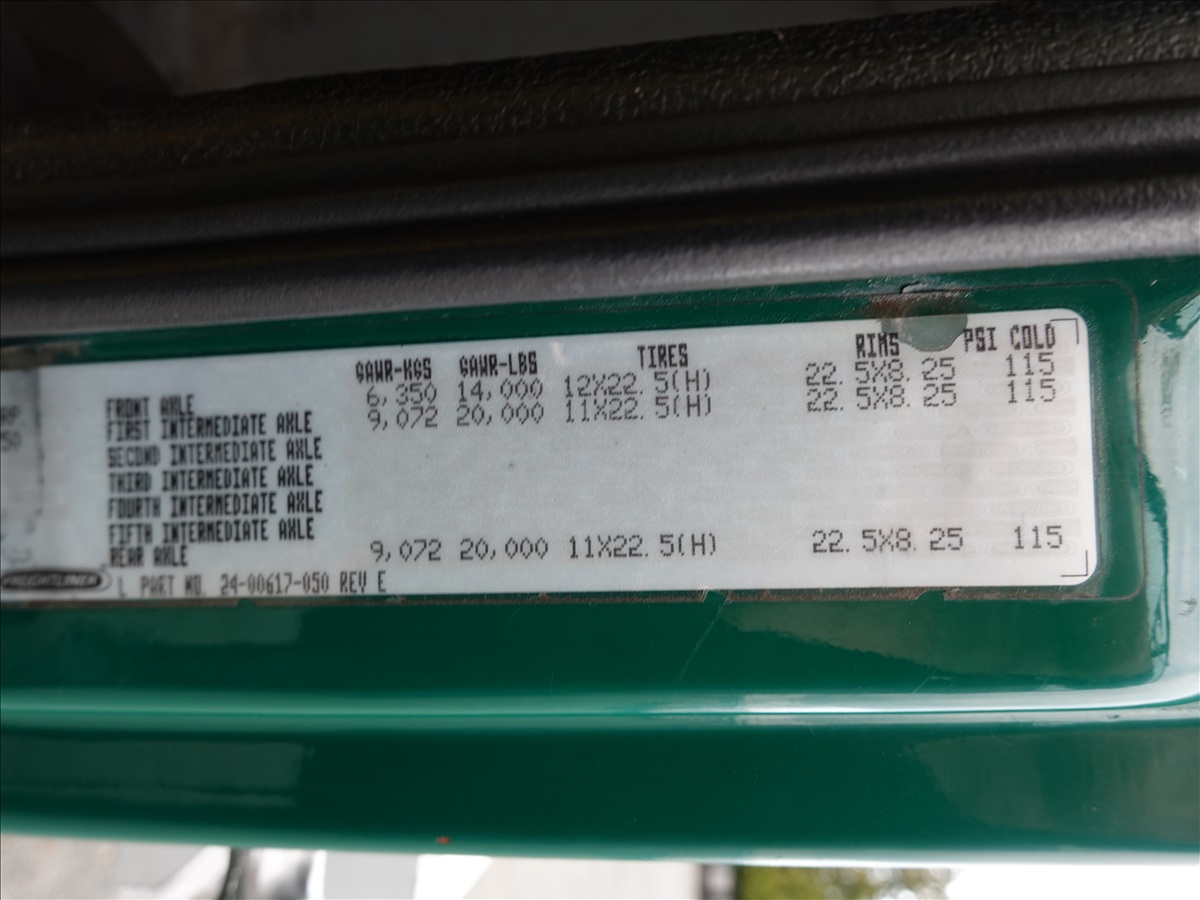 GAWR-KGS GAWR-LBS TIRES RIMS PSI COLD
FRONT AXLE 6,350 14,000 12X22.5(H) 22.5X8.25 115
FIRST INTERMEDIATE AXLE 9,072 20,000 11X22.5(H) 22.5X8.25 115
SECOND INTERMEDIATE AXLE
THIRD INTERMEDIATE AXLE
FOURTH INTERMEDIATE AXLE
FIFTH INTERMEDIATE AXLE
REAR AXLE 9,072 20,000 11X22.5(H) 22.5X8.25 115
FREIGHTLINER L PART NO. 24-00617-050 REV E